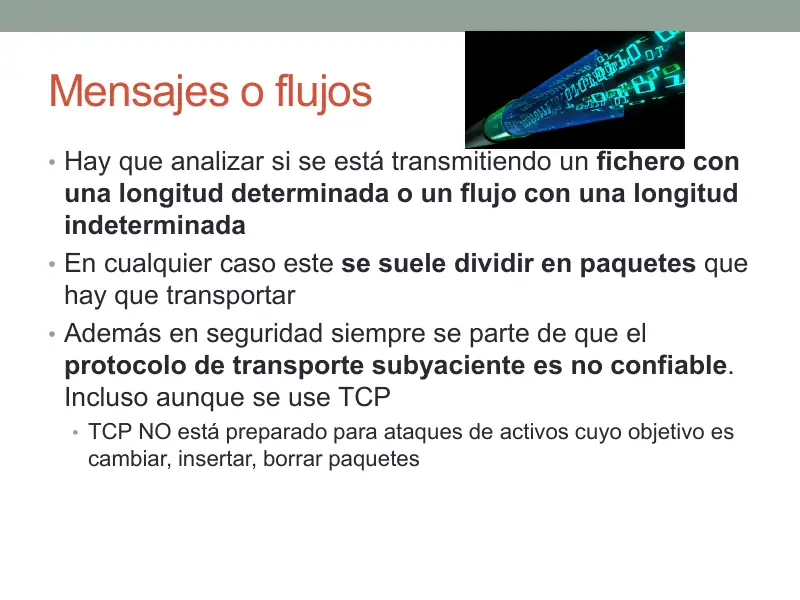 Mensajes o flujos
• Hay que analizar si se está transmitiendo un fichero con
una longitud determinada o un flujo con una longitud
indeterminada
• En cualquier caso este se suele dividir en paquetes que
hay que transportar
• Además en seguridad siempre se parte de que el
protocolo de transporte subyaciente es no confiable.
Incluso aunque se use TCP
• TCP NO está preparado para ataques de activos cuyo objetivo es
cambiar, insertar, borrar paquetes